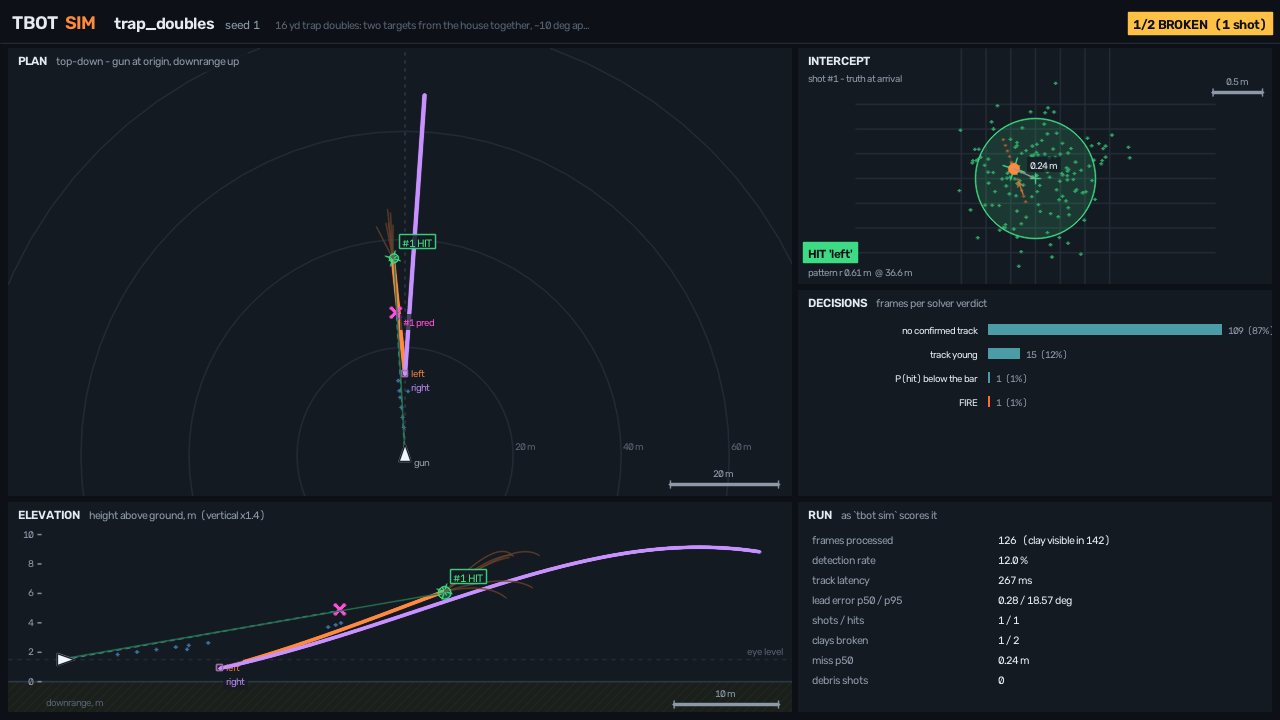 TBOT SIM trap_doubles seed 1 16 yd trap doubles: two targets from the house together, ~10 deg ap…
1/2 BROKEN (1 shot)
PLAN top-down - gun at origin, downrange up
#1 HIT
#1 pred
left
right
gun
20 m
40 m
60 m
20 m
INTERCEPT
shot #1 - truth at arrival
0.5 m
0.24 m
HIT 'left'
pattern r 0.61 m @ 36.6 m
DECISIONS frames per solver verdict
no confirmed track 109 (87%)
track young 15 (12%)
P(hit) below the bar 1 (1%)
FIRE 1 (1%)
ELEVATION height above ground, m (vertical x1.4)
10
8
6
4
2
0
#1 HIT
left
right
eye level
downrange, m
10 m
RUN as `tbot sim` scores it
frames processed 126 (clay visible in 142)
detection rate 12.0%
track latency 267 ms
lead error p50 / p95 0.28 / 18.57 deg
shots / hits 1 / 1
clays broken 1 / 2
miss p50 0.24 m
debris shots 0